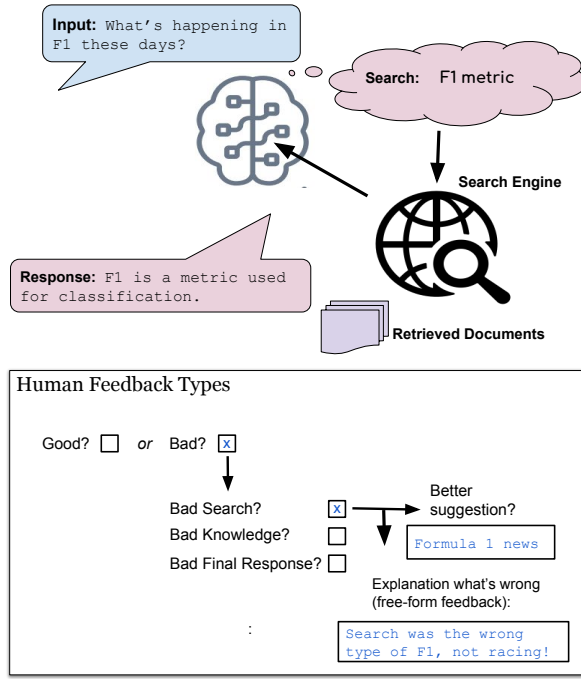 Input: What's happening in
F1 these days?
Search: F1 metric
Search Engine
Response: F1 is a metric used
for classification.
Retrieved Documents
Human Feedback Types
Good? or Bad? x
Bad Search? x
Better
suggestion?
Bad Knowledge?
Formula 1 news
Bad Final Response?
Explanation what's wrong
(free-form feedback):
:
Search was the wrong
type of F1, not racing!